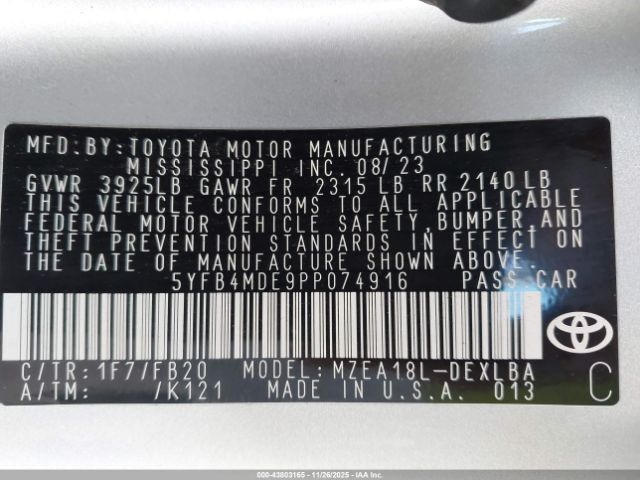 MFD.BY:TOYOTA MOTOR MANUFACTURING
MISSISSIPPI INC. 08/23
GVWR 3925LB GAWR FR 2315 LB RR 2140 LB
THIS VEHICLE CONFORMS TO ALL APPLICABLE
FEDERAL MOTOR VEHICLE SAFETY,BUMPER,AND
THEFT PREVENTION STANDARDS IN EFFECT ON
THE DATE OF MANUFACTURE SHOWN ABOVE.
5YFB4MDE9PP074916 PASS CAR
C/TR:1F7/FB20 MODEL:MZEA18L-DEXLBA
A/TM: /K121 MADE IN U.S.A. 013
C
000-43803165 - 11/26/2025 - IAA Inc.